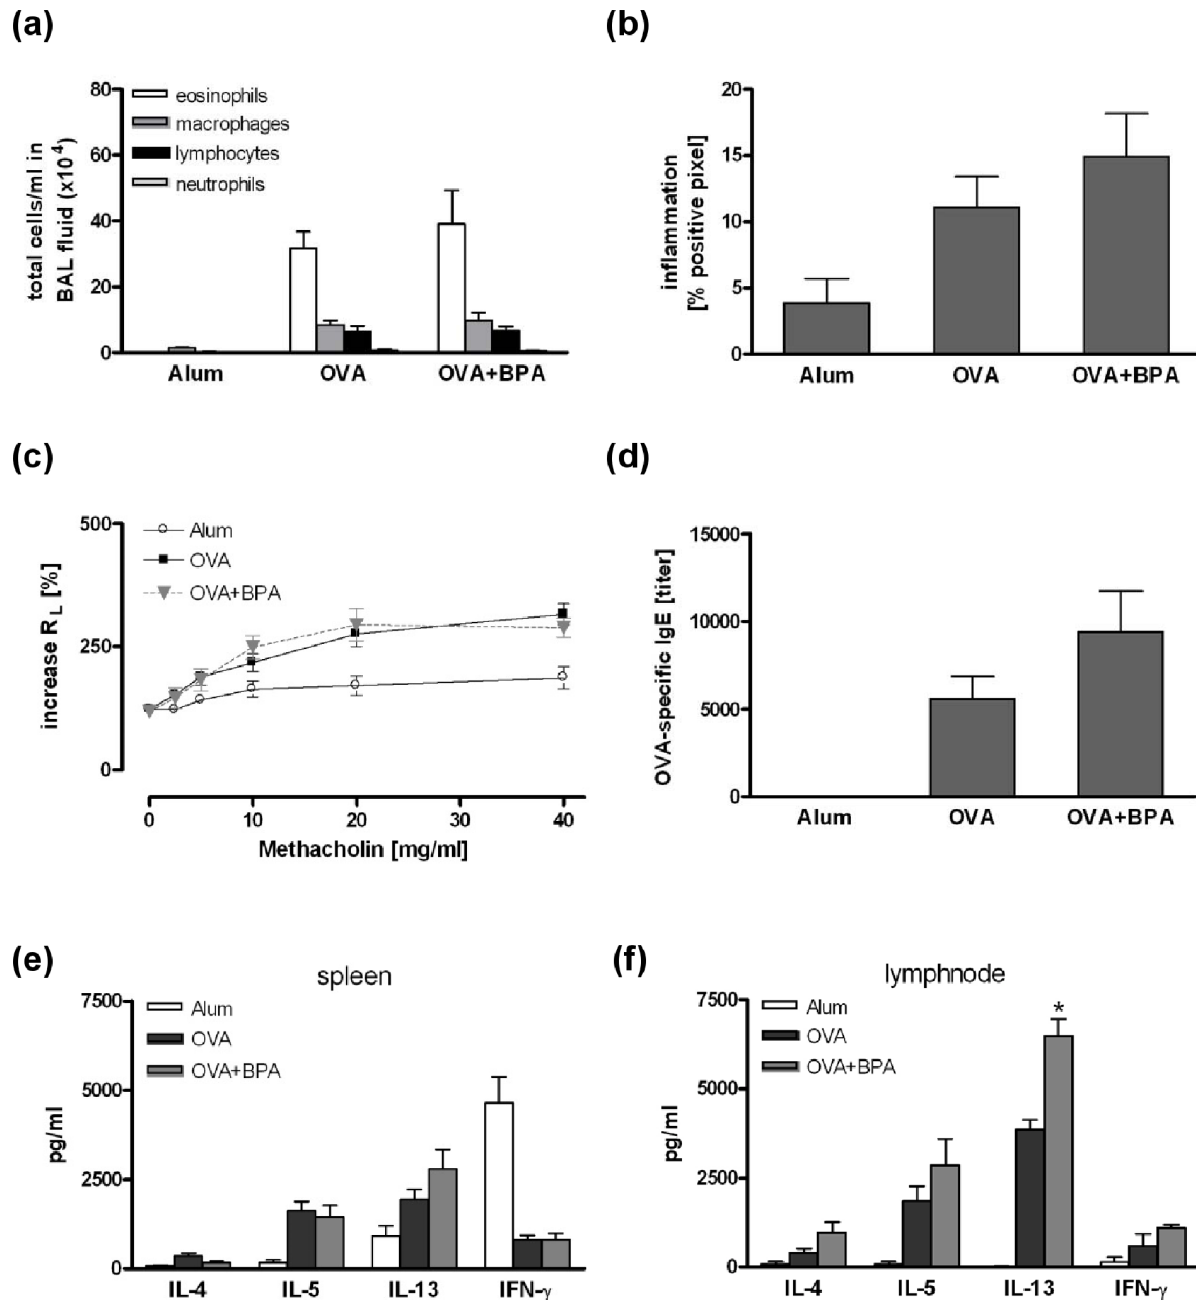 (a)
80
60
40
20
0
total cells/ml in
BAL fluid (x10⁴)
eosinophils
macrophages
lymphocytes
neutrophils
Alum OVA OVA+BPA
(b)
20
15
10
5
0
inflammation
[% positive pixel]
Alum OVA OVA+BPA
(c)
500
250
0
increase R_L [%]
Alum
OVA
OVA+BPA
0 10 20 30 40
Methacholin [mg/ml]
(d)
15000
10000
5000
0
OVA-specific IgE [titer]
Alum OVA OVA+BPA
(e)
spleen
7500
5000
2500
0
pg/ml
Alum
OVA
OVA+BPA
IL-4 IL-5 IL-13 IFN-γ
(f)
lymphnode
7500
5000
2500
0
pg/ml
Alum
OVA
OVA+BPA
*
IL-4 IL-5 IL-13 IFN-γ